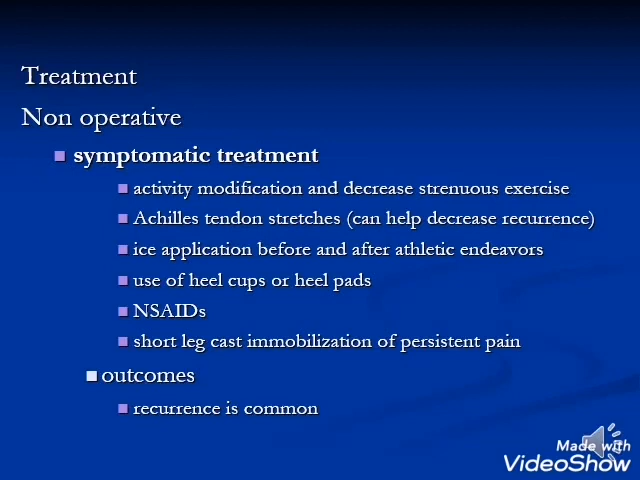 Treatment
Non operative
symptomatic treatment
activity modification and decrease strenuous exercise
Achilles tendon stretches (can help decrease recurrence)
ice application before and after athletic endeavors
use of heel cups or heel pads
NSAIDs
short leg cast immobilization of persistent pain
outcomes
recurrence is common
Made with
VideoShow